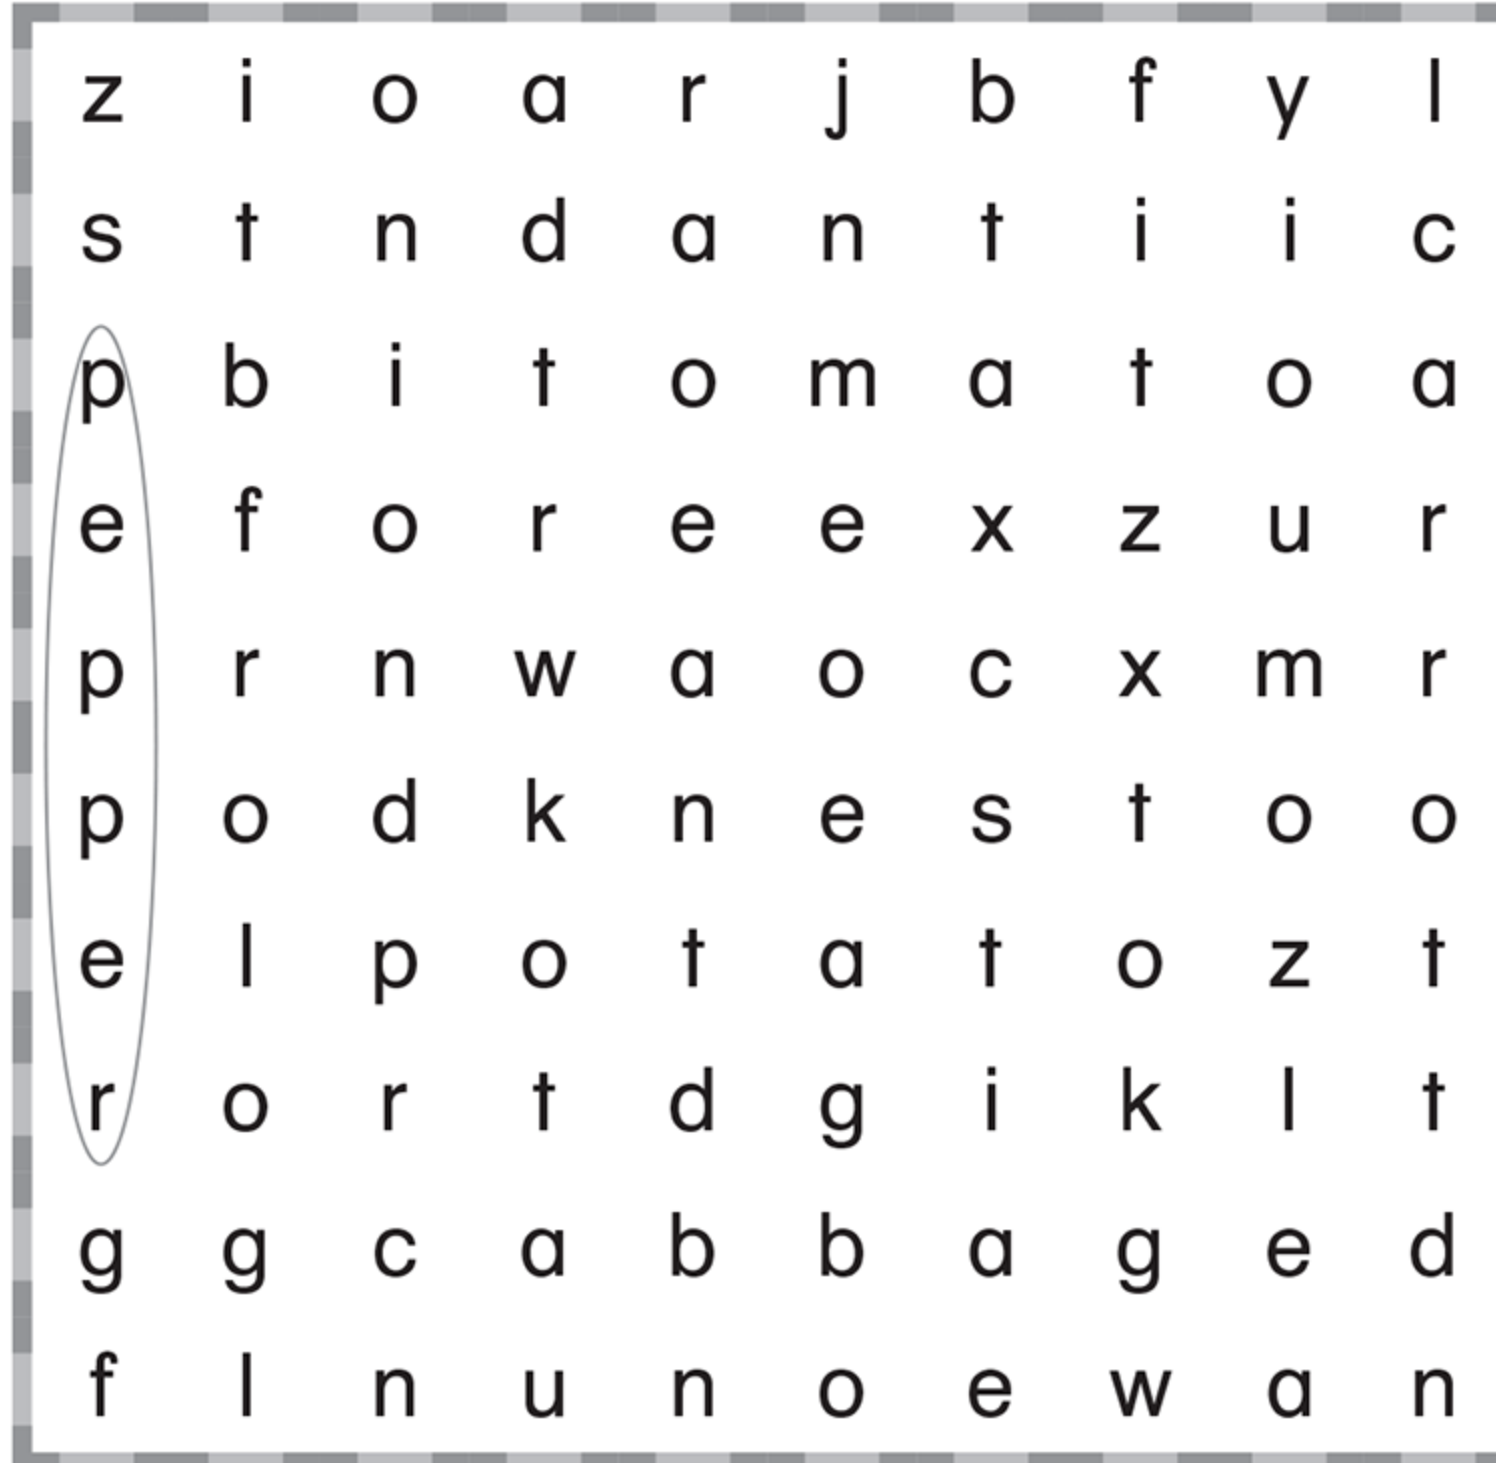 z i o a r j b f y l
s t n d a n t i i c
p b i t o m a t o a
e f o r e e x z u r
p r n w a o c x m r
p o d k n e s t o o
e l p o t a t o z t
r o r t d g i k l t
g g c a b b a g e d
f l n u n o e w a n